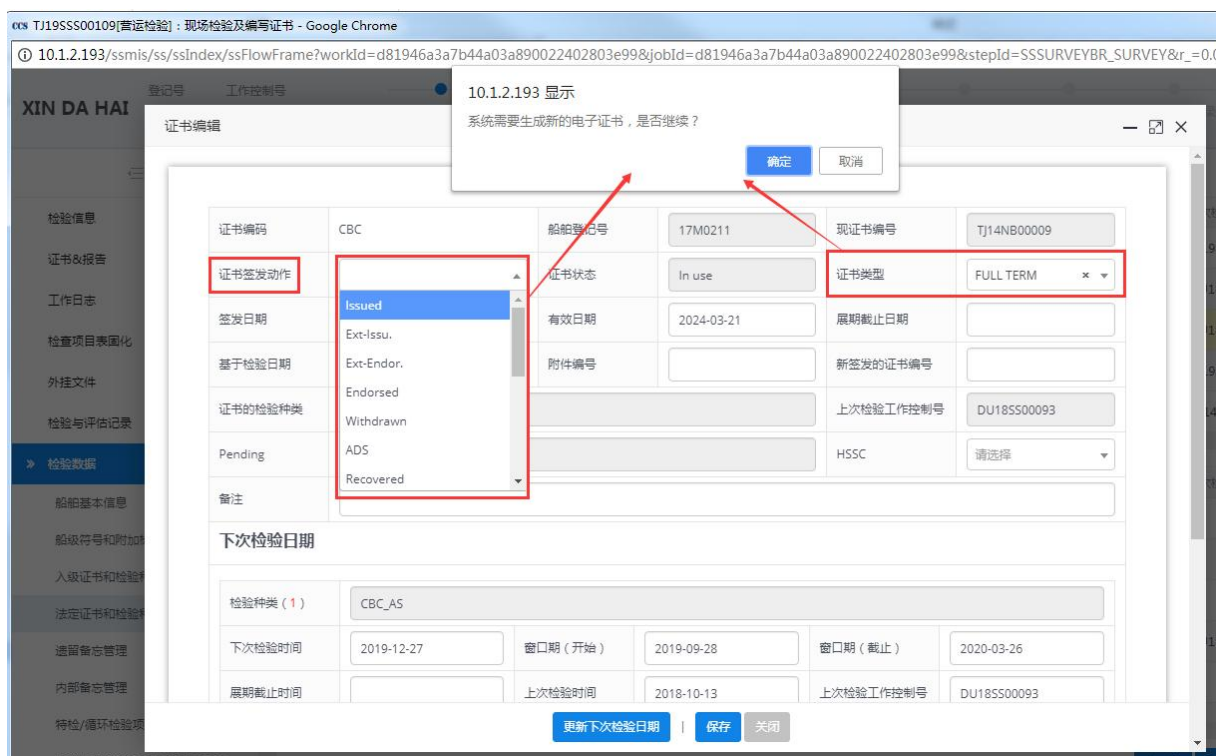 ccs TJ19SSS00109[营运检验]：现场检验及编写证书 - Google Chrome
10.1.2.193/ssmis/ss/ssIndex/ssFlowFrame?workId=d81946a3a7b44a03a890022402803e99&jobId=d81946a3a7b44a03a890022402803e99&stepId=SSSURVEYBR_SURVEY&r_=0.0
XIN DA HAI 登记号 工作控制号
10.1.2.193 显示
系统需要生成新的电子证书，是否继续？
确定 取消
证书编辑
检验信息
证书&报告
工作日志
检查项目表固化
外挂文件
检验与评估记录
检验数据
船舶基本信息
船级符号和附加
入级证书和检验
法定证书和检验
遗留备忘管理
内部备忘管理
特检/循环检验项
证书编码 CBC 船舶登记号 17M0211 现证书编号 TJ14NB00009
证书签发动作 证书状态 In use 证书类型 FULL TERM × 
签发日期 有效日期 2024-03-21 展期截止日期
基于检验日期 附件编号 新签发的证书编号
证书的检验种类 上次检验工作控制号 DU18SS00093
Pending HSSC 请选择
备注
Issued
Ext-Issu.
Ext-Endor.
Endorsed
Withdrawn
ADS
Recovered
下次检验日期
检验种类（1） CBC_AS
下次检验时间 2019-12-27 窗口期（开始） 2019-09-28 窗口期（截止） 2020-03-26
展期截止时间 上次检验时间 2018-10-13 上次检验工作控制号 DU18SS00093
更新下次检验日期 | 保存 关闭